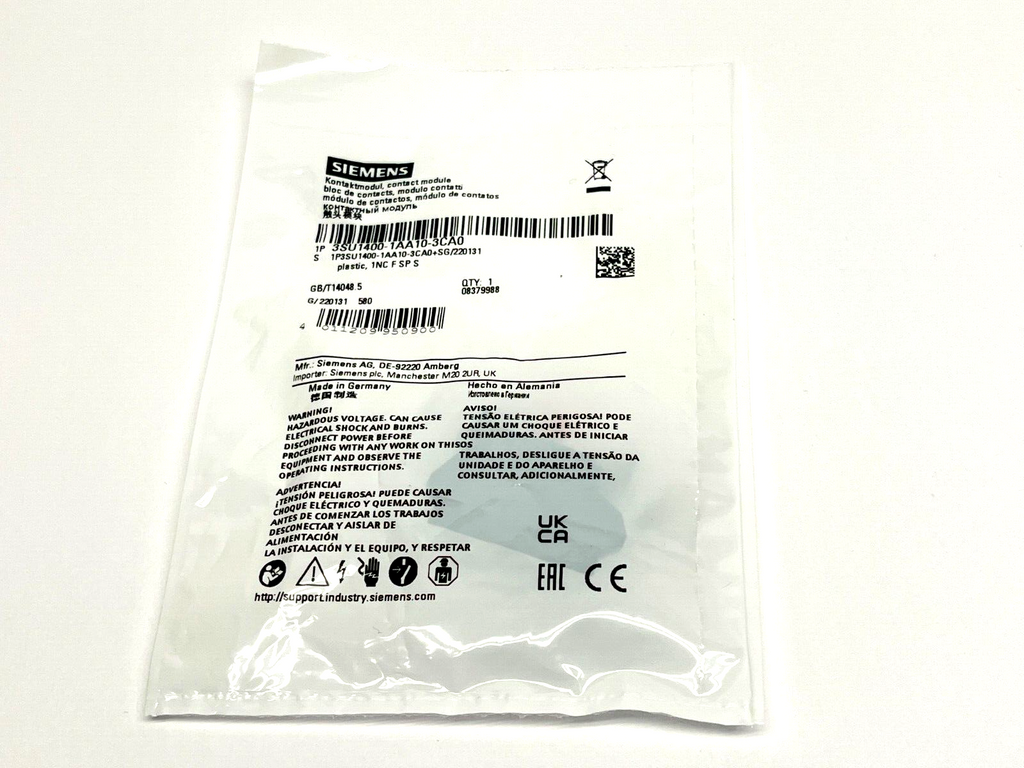 SIEMENS
Kontaktmodul, contact module
bloc de contacts, modulo contatti
módulo de contactos, módulo de contatos
контактный модуль
触头模块
1P 3SU1400-1AA10-3CA0
S 1P3SU1400-1AA10-3CA0+SG/220131
plastic, 1NC F SP S
GB/T14048.5
QTY. 1
08379988
G/220131 580
4 011209 950900
Mfr.: Siemens AG, DE-92220 Amberg
Importer: Siemens plc, Manchester M20 2UR, UK
Made in Germany
Hecho en Alemania
德国制造
Изготовлено в Германии
WARNING!
HAZARDOUS VOLTAGE. CAN CAUSE
ELECTRICAL SHOCK AND BURNS.
DISCONNECT POWER BEFORE
PROCEEDING WITH ANY WORK ON THISOS
EQUIPMENT AND OBSERVE THE
OPERATING INSTRUCTIONS.
AVISO!
TENSÃO ELÉTRICA PERIGOSA! PODE
CAUSAR UM CHOQUE ELÉTRICO E
QUEIMADURAS. ANTES DE INICIAR
TRABALHOS, DESLIGUE A TENSÃO DA
UNIDADE E DO APARELHO E
CONSULTAR, ADICIONALMENTE,
ADVERTENCIA!
¡TENSIÓN PELIGROSA! PUEDE CAUSAR
CHOQUE ELÉCTRICO Y QUEMADURAS.
ANTES DE COMENZAR LOS TRABAJOS
DESCONECTAR Y AISLAR DE
ALIMENTACIÓN
LA INSTALACIÓN Y EL EQUIPO, Y RESPETAR
UK
CA
EAC CE
http://support.industry.siemens.com